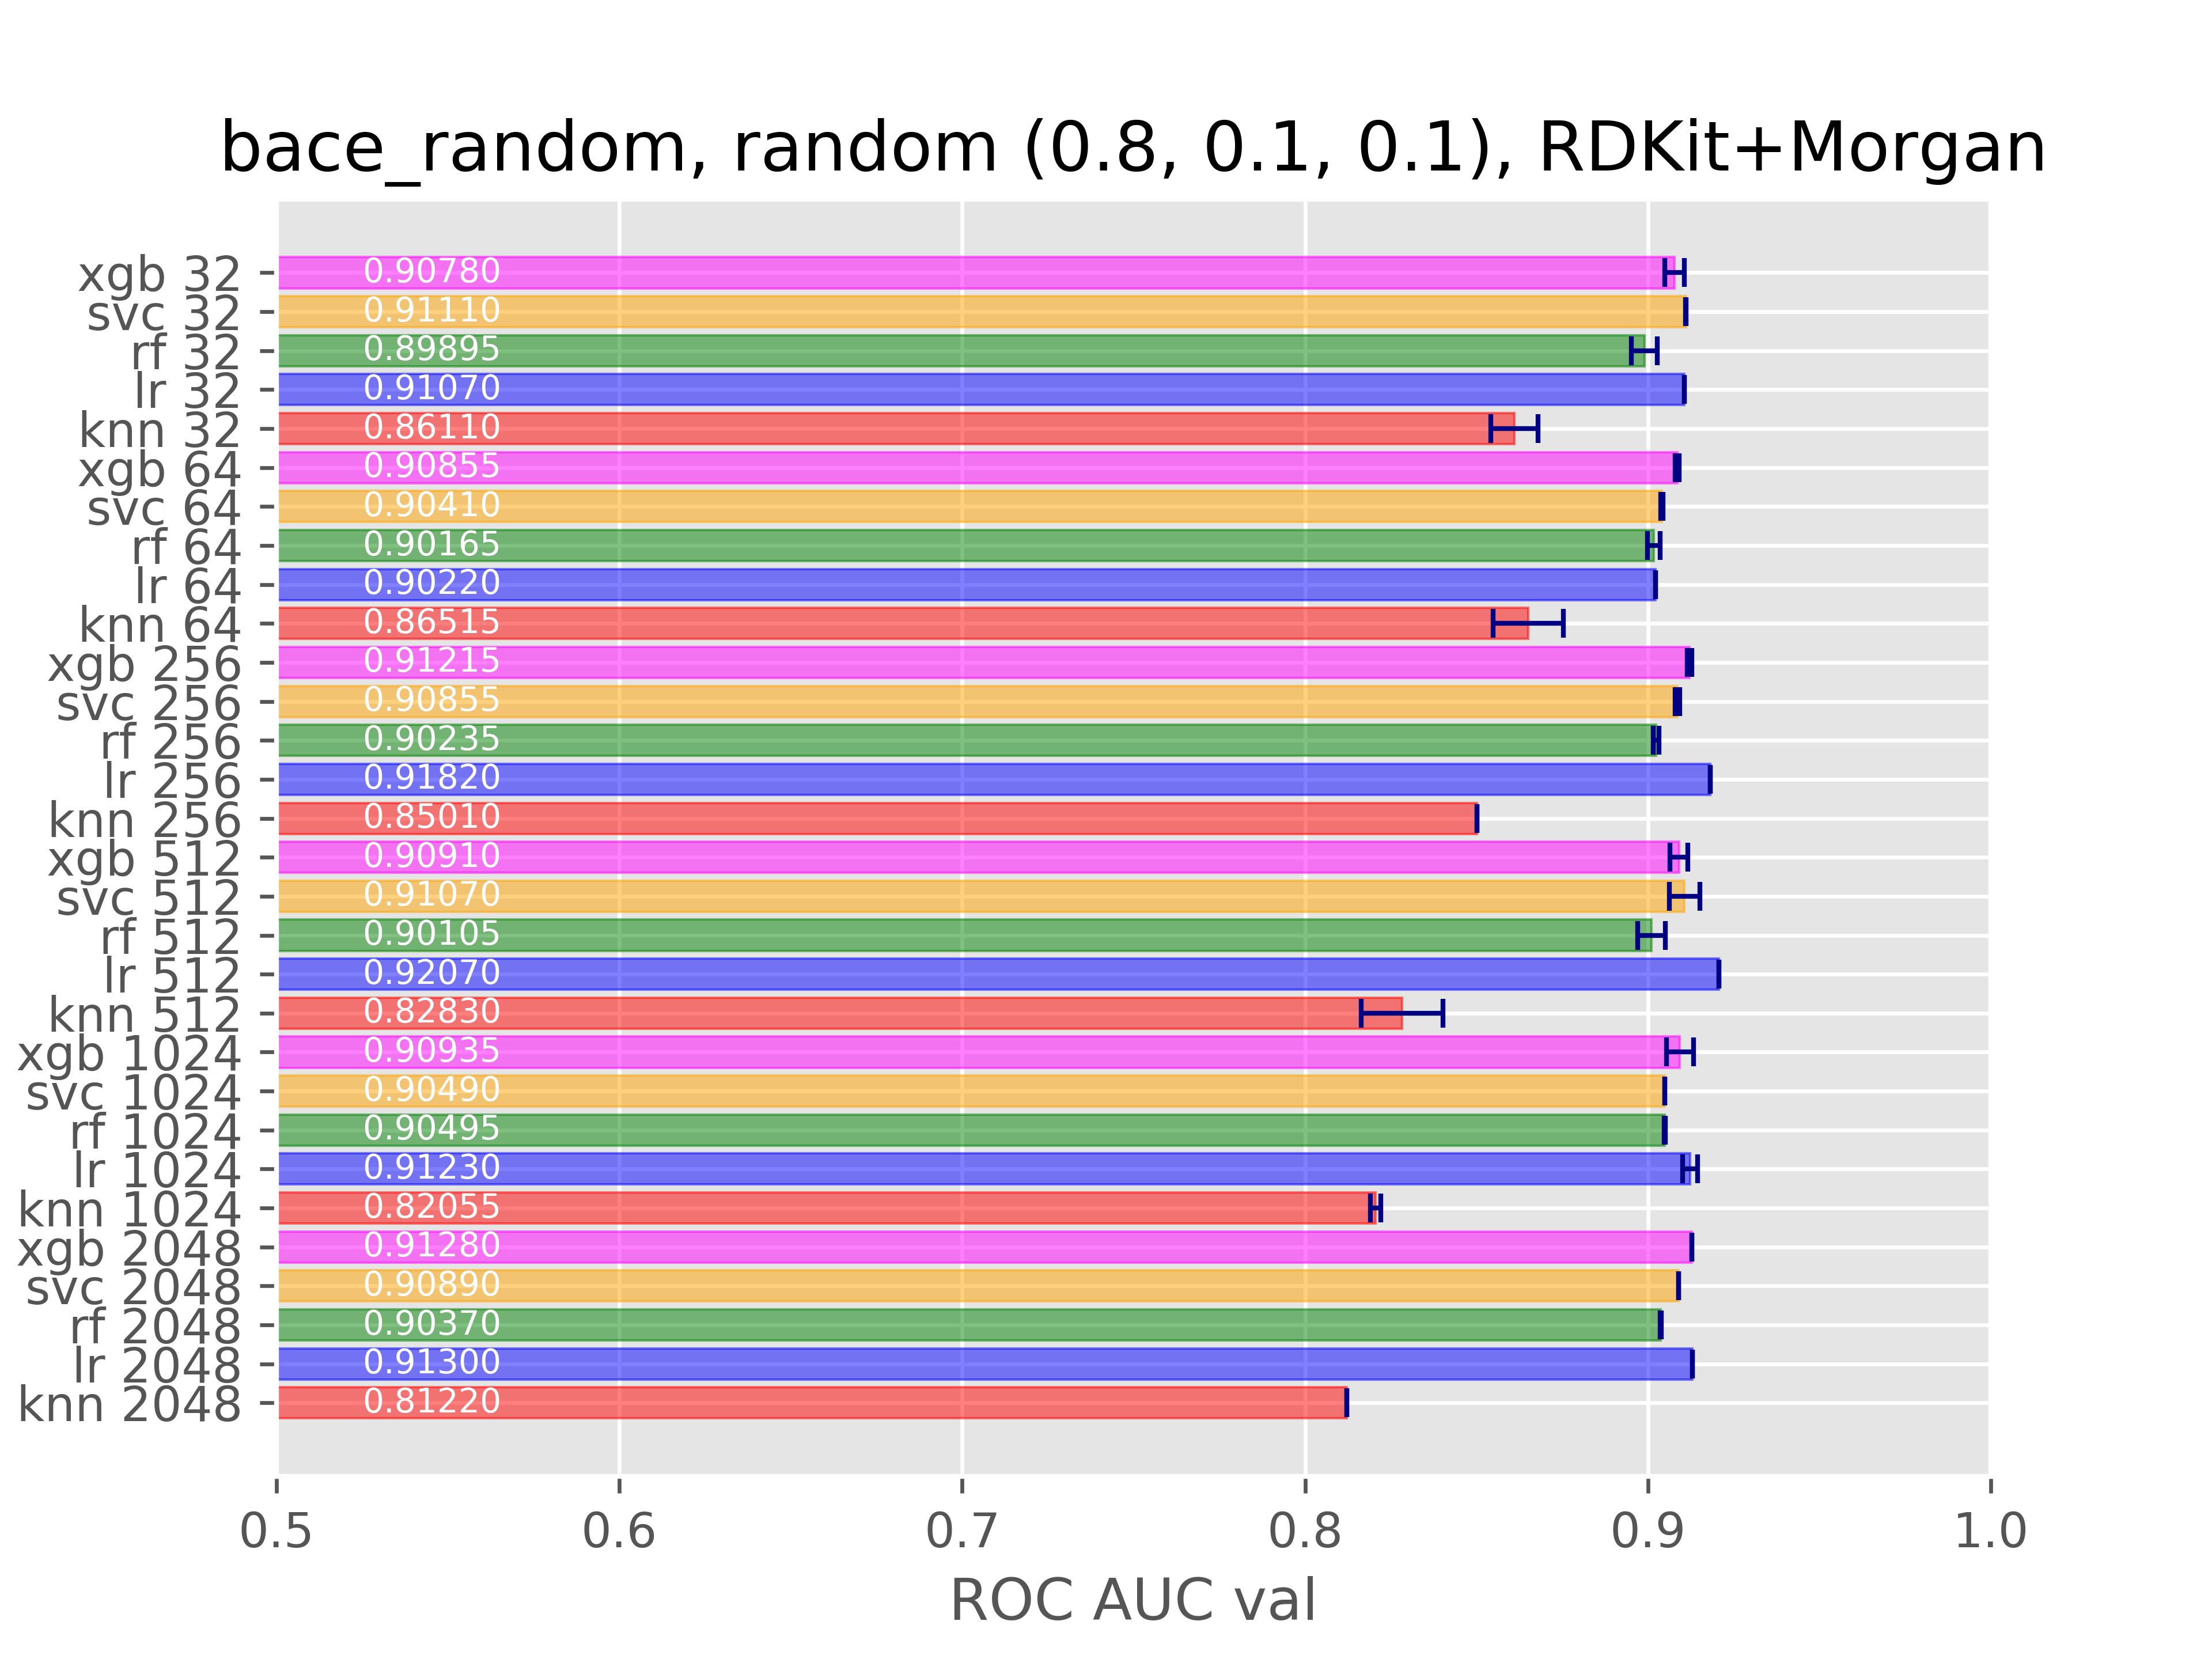 bace_random, random (0.8, 0.1, 0.1), RDKit+Morgan
xgb 32 0.90780
svc 32 0.91110
rf 32 0.89895
lr 32 0.91070
knn 32 0.86110
xgb 64 0.90855
svc 64 0.90410
rf 64 0.90165
lr 64 0.90220
knn 64 0.86515
xgb 256 0.91215
svc 256 0.90855
rf 256 0.90235
lr 256 0.91820
knn 256 0.85010
xgb 512 0.90910
svc 512 0.91070
rf 512 0.90105
lr 512 0.92070
knn 512 0.82830
xgb 1024 0.90935
svc 1024 0.90490
rf 1024 0.90495
lr 1024 0.91230
knn 1024 0.82055
xgb 2048 0.91280
svc 2048 0.90890
rf 2048 0.90370
lr 2048 0.91300
knn 2048 0.81220
0.5 0.6 0.7 0.8 0.9 1.0
ROC AUC val